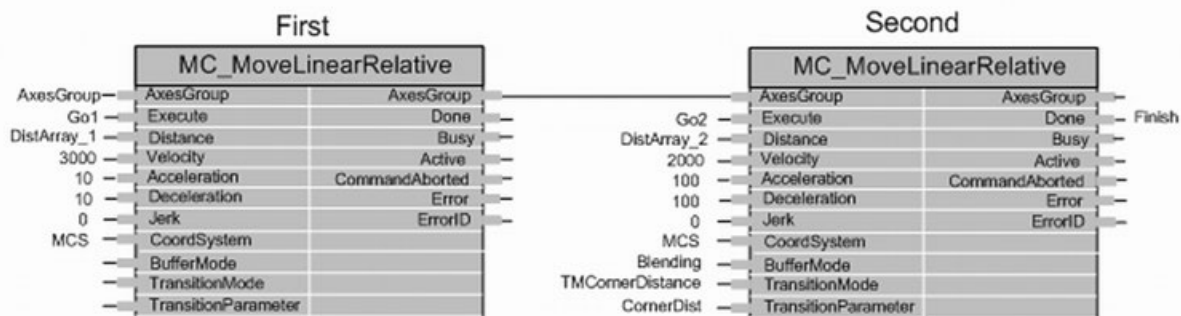 First
MC_MoveLinearRelative
AxesGroup AxesGroup AxesGroup
Go1 Execute Done
DistArray_1 Distance Busy
3000 Velocity Active
10 Acceleration CommandAborted
10 Deceleration Error
0 Jerk ErrorID
MCS CoordSystem
BufferMode
TransitionMode
TransitionParameter
Second
MC_MoveLinearRelative
AxesGroup AxesGroup
Go2 Execute Done Finish
DistArray_2 Distance Busy
2000 Velocity Active
100 Acceleration CommandAborted
100 Deceleration Error
0 Jerk ErrorID
MCS CoordSystem
Blending BufferMode
TMCornerDistance TransitionMode
CornerDist TransitionParameter